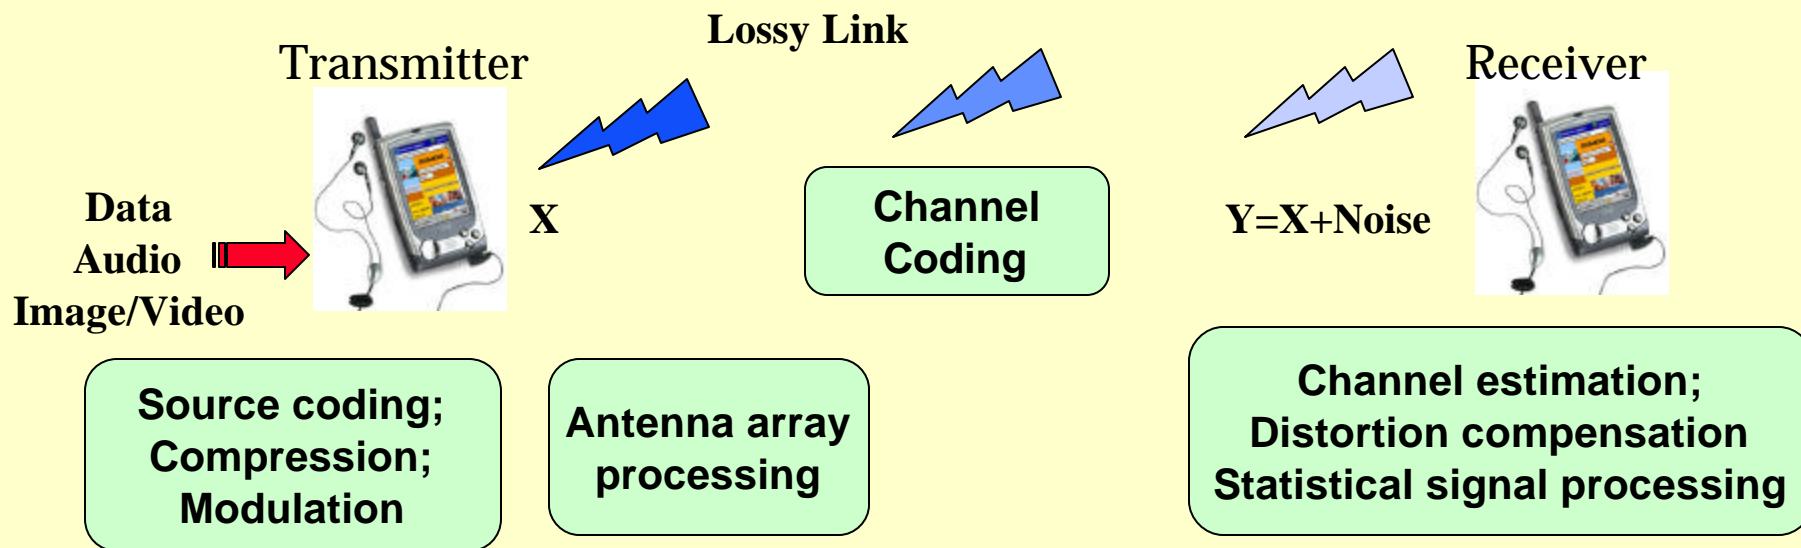 Lossy Link
Transmitter
Receiver
Data
Audio
Image/Video
X
Channel
Coding
Y=X+Noise
Source coding;
Compression;
Modulation
Antenna array
processing
Channel estimation;
Distortion compensation
Statistical signal processing